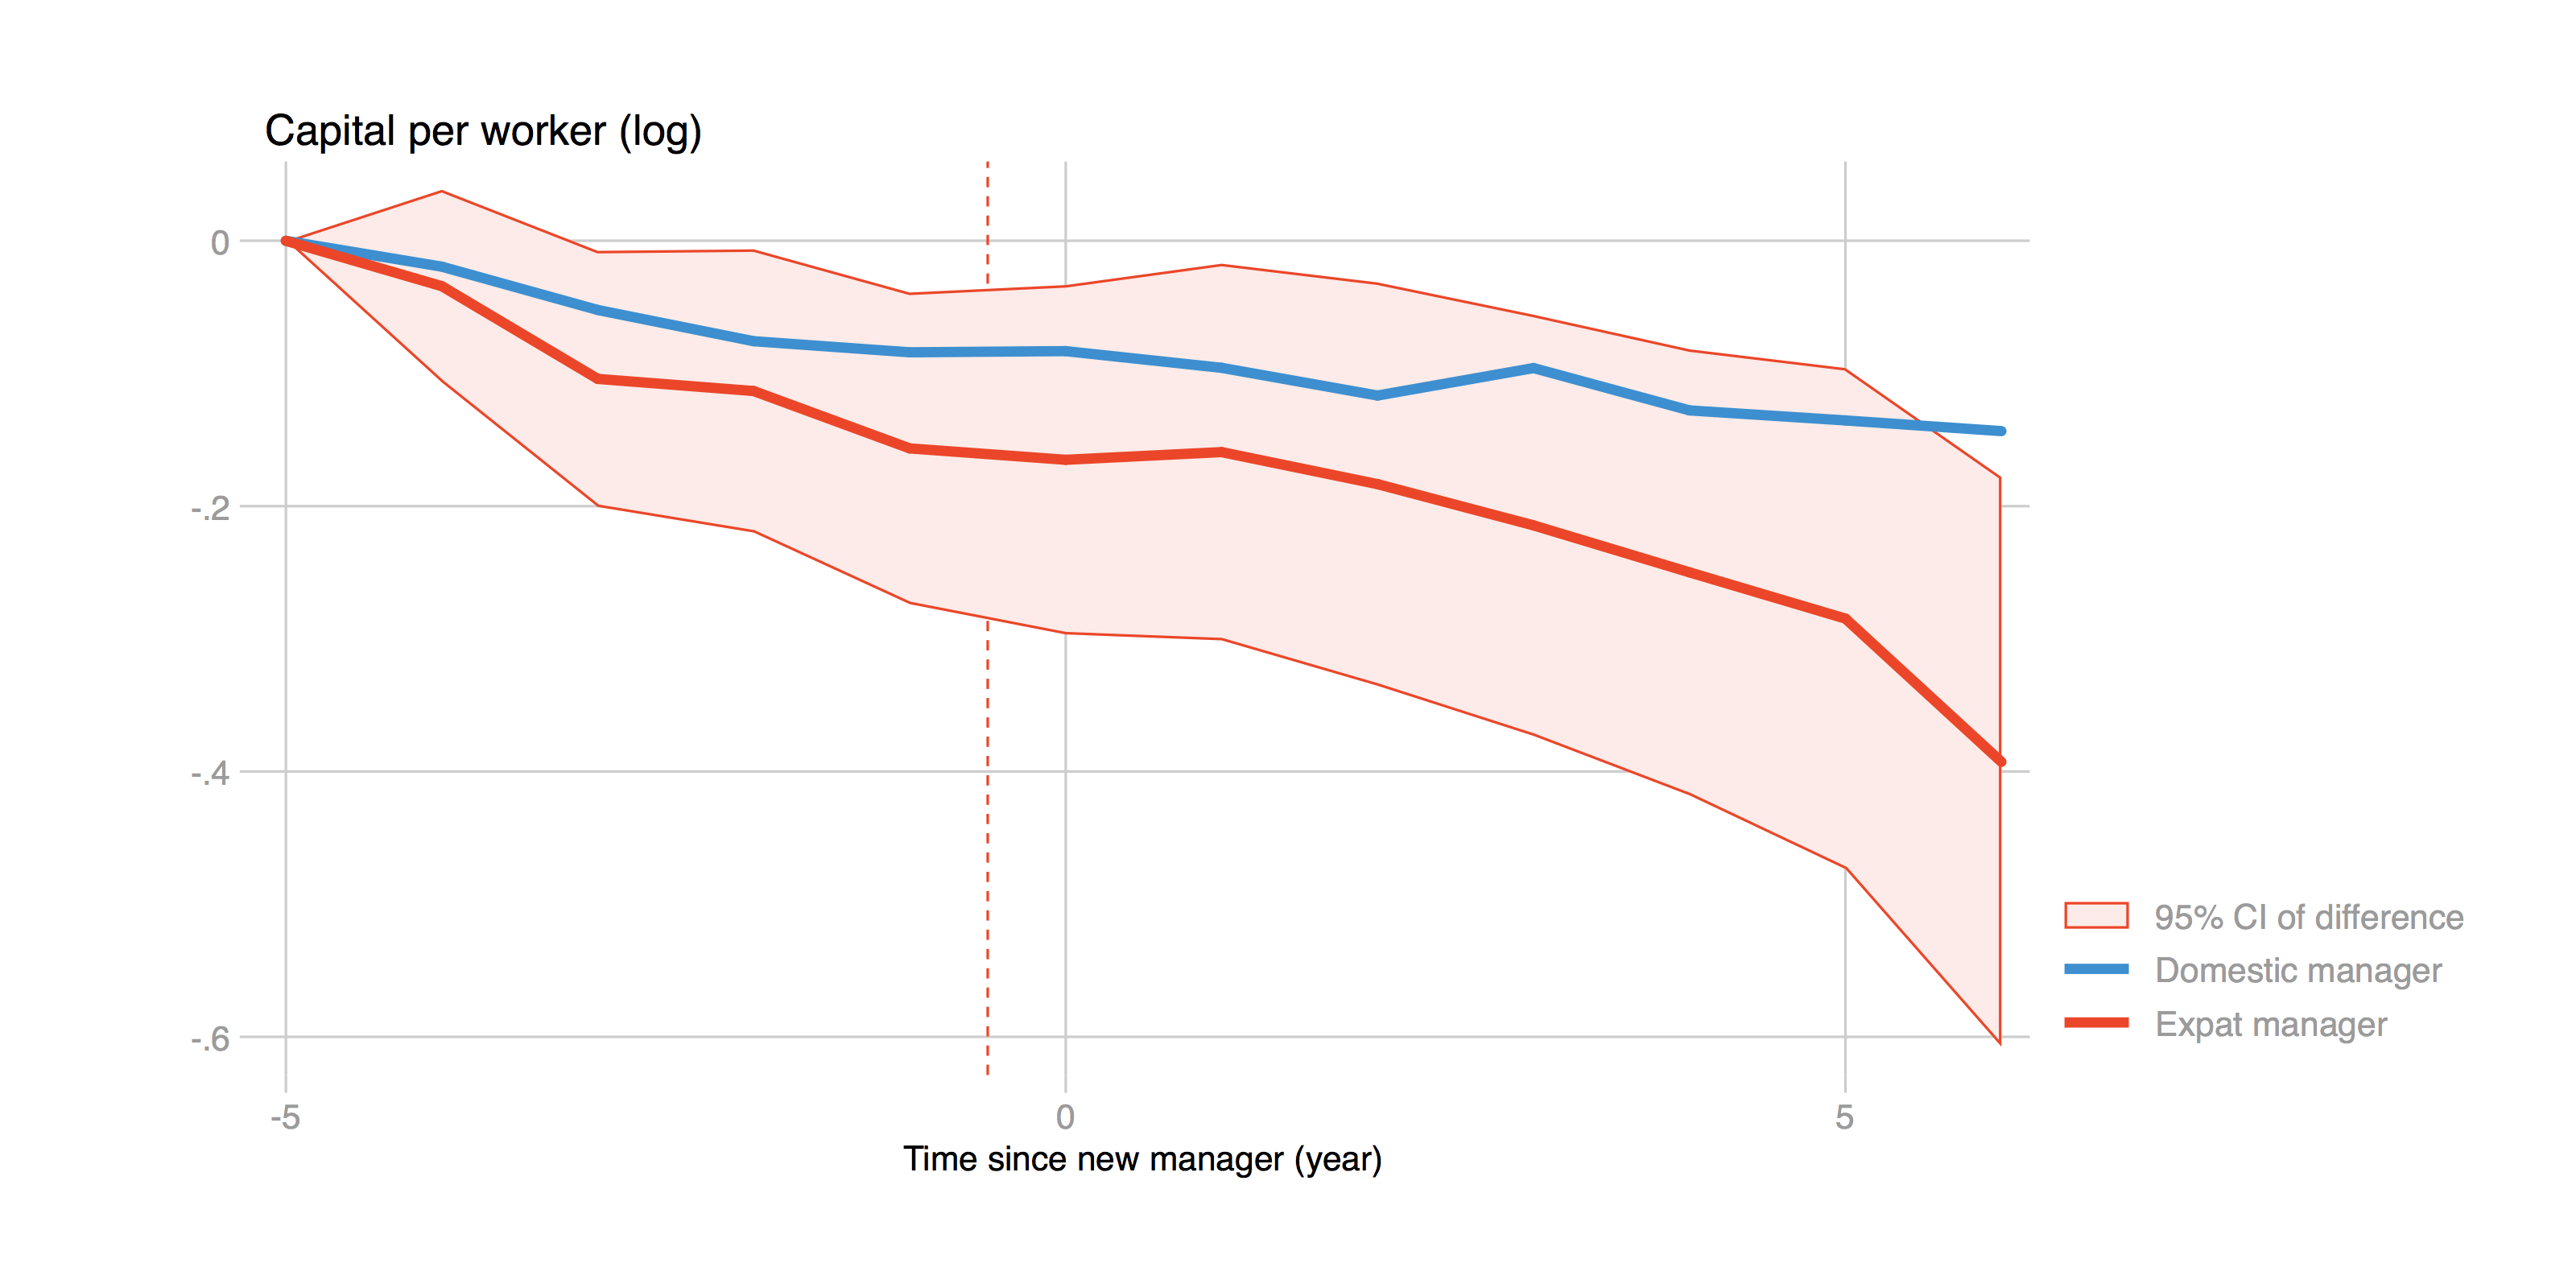 Capital per worker (log)
0
-.2
-.4
-.6
-5
0
5
Time since new manager (year)
95% CI of difference
Domestic manager
Expat manager